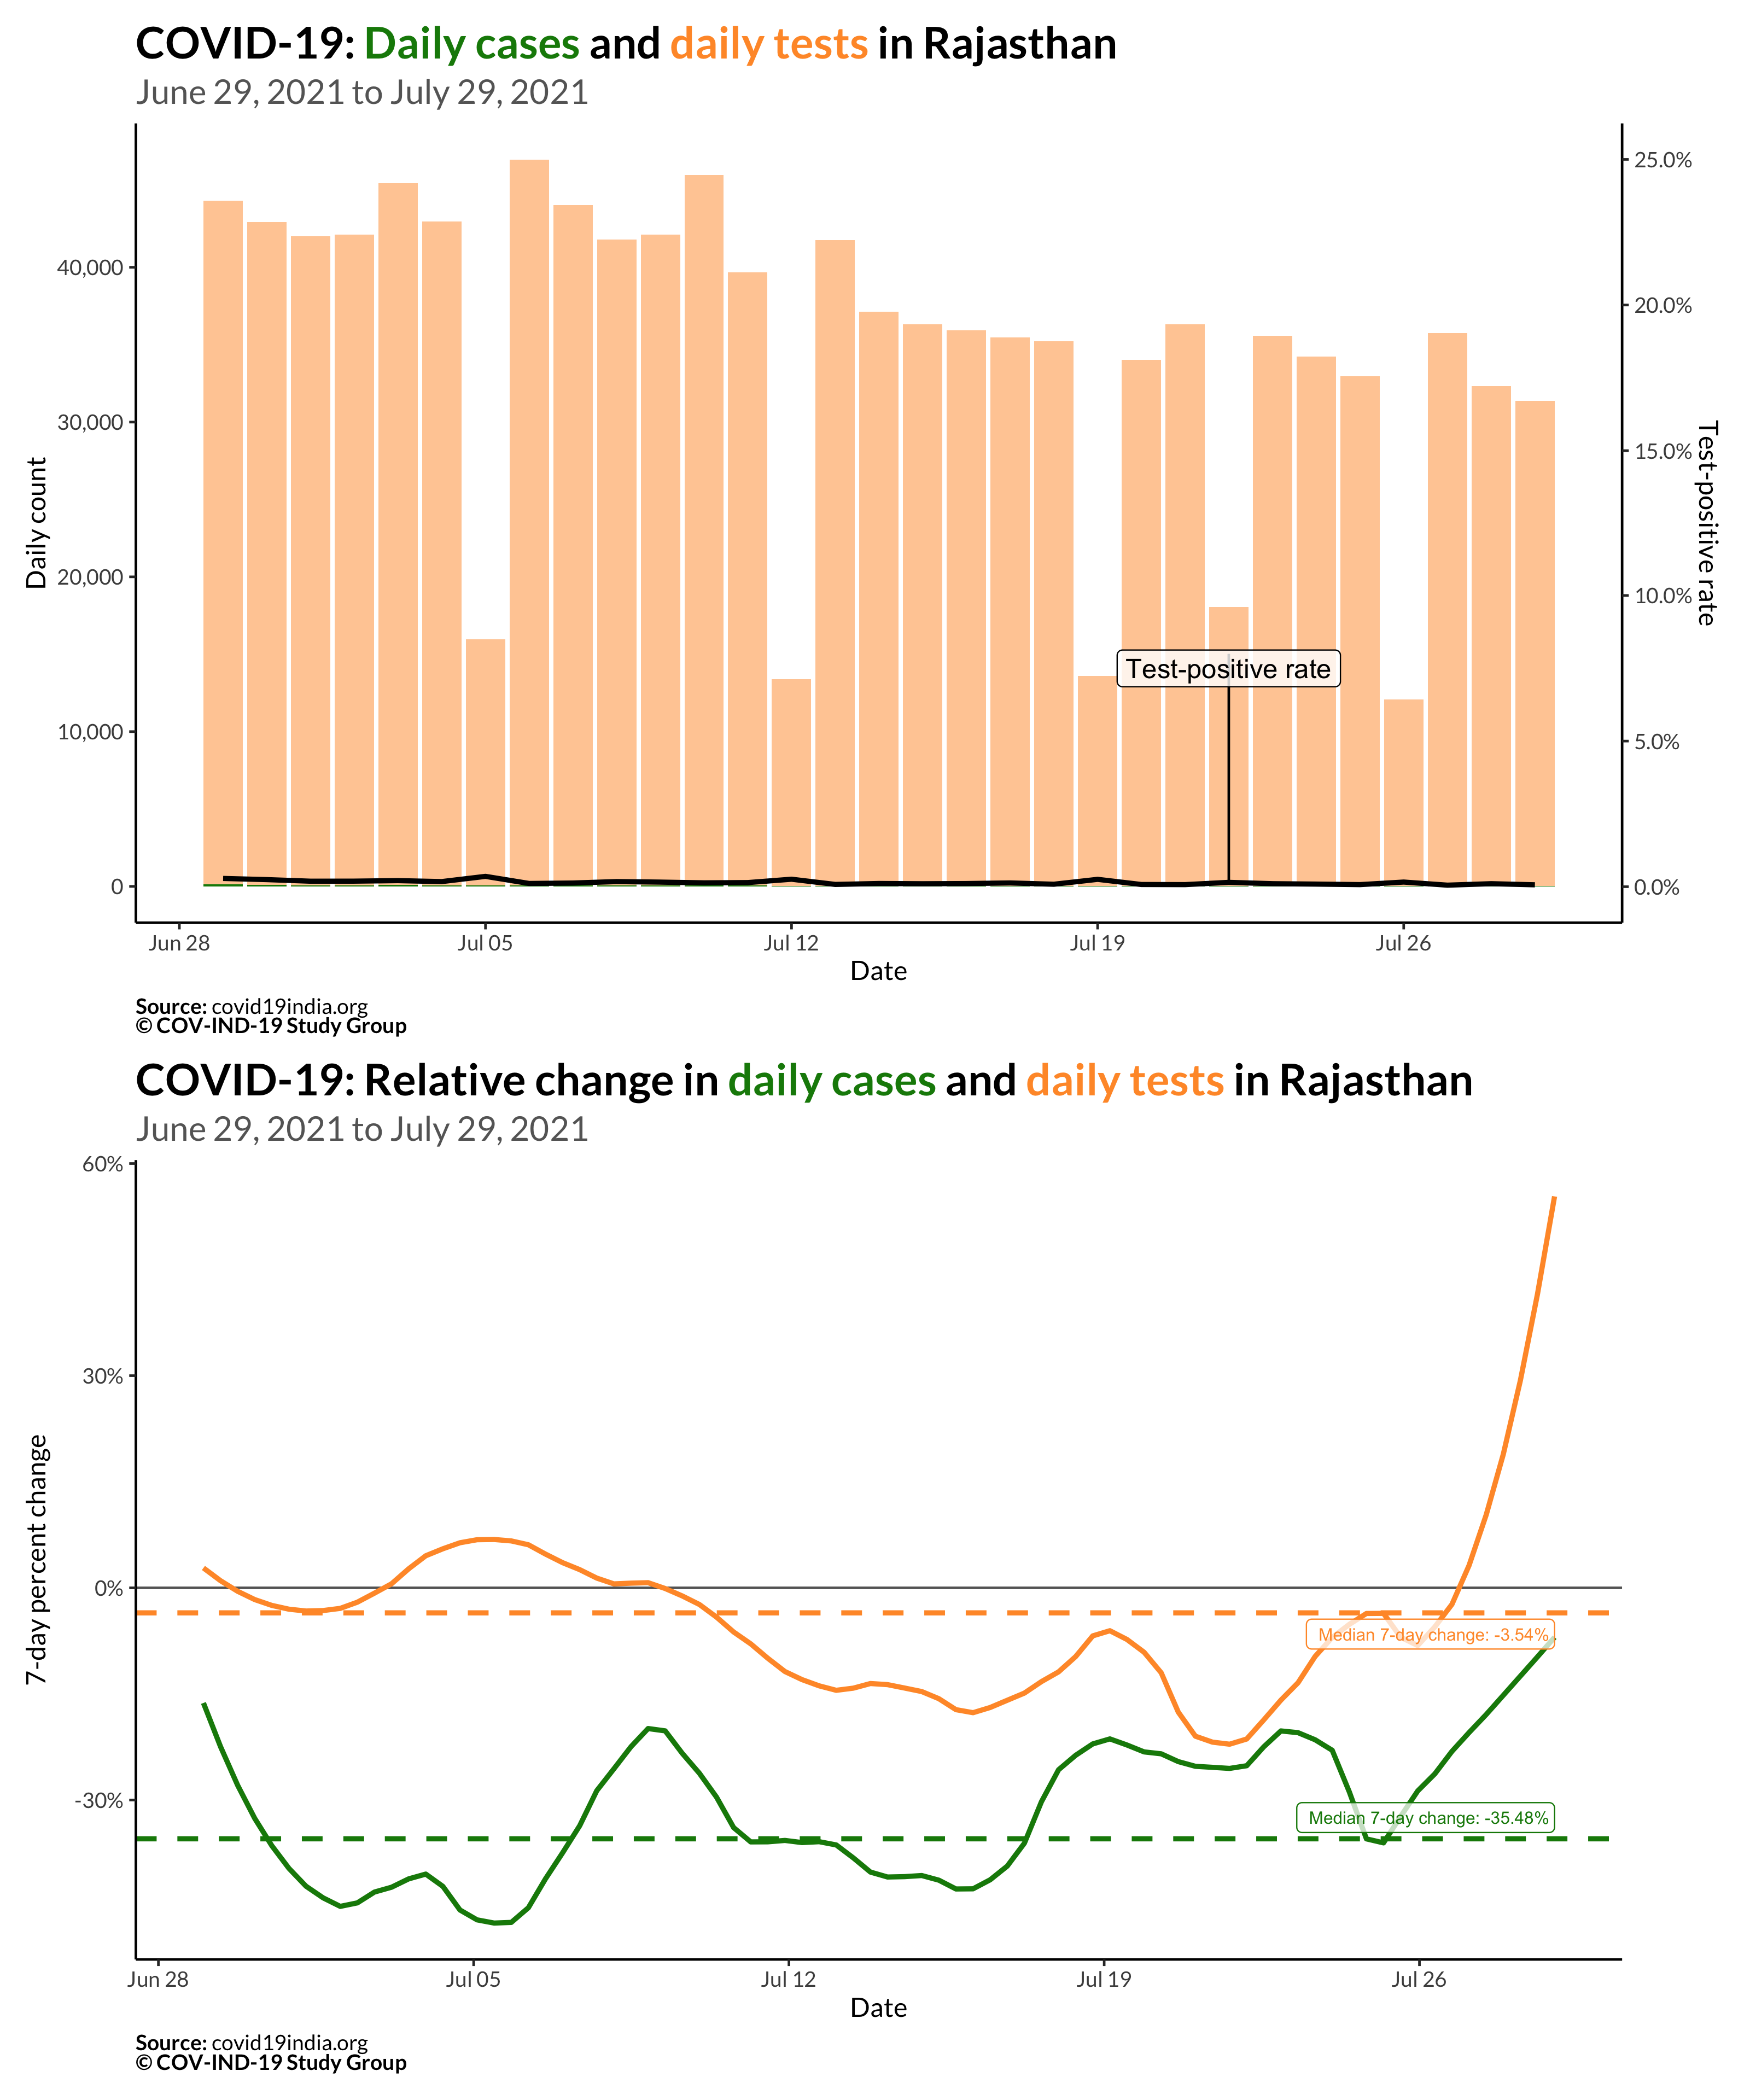 COVID-19: Daily cases and daily tests in Rajasthan
June 29, 2021 to July 29, 2021
25.0%
20.0%
15.0%
10.0%
5.0%
0.0%
40,000
30,000
20,000
10,000
0
Daily count
Test-positive rate
Test-positive rate
Jun 28
Jul 05
Jul 12
Jul 19
Jul 26
Date
Source: covid19india.org
© COV-IND-19 Study Group
COVID-19: Relative change in daily cases and daily tests in Rajasthan
June 29, 2021 to July 29, 2021
60%
30%
0%
-30%
7-day percent change
Median 7-day change: -3.54%
Median 7-day change: -35.48%
Jun 28
Jul 05
Jul 12
Jul 19
Jul 26
Date
Source: covid19india.org
© COV-IND-19 Study Group